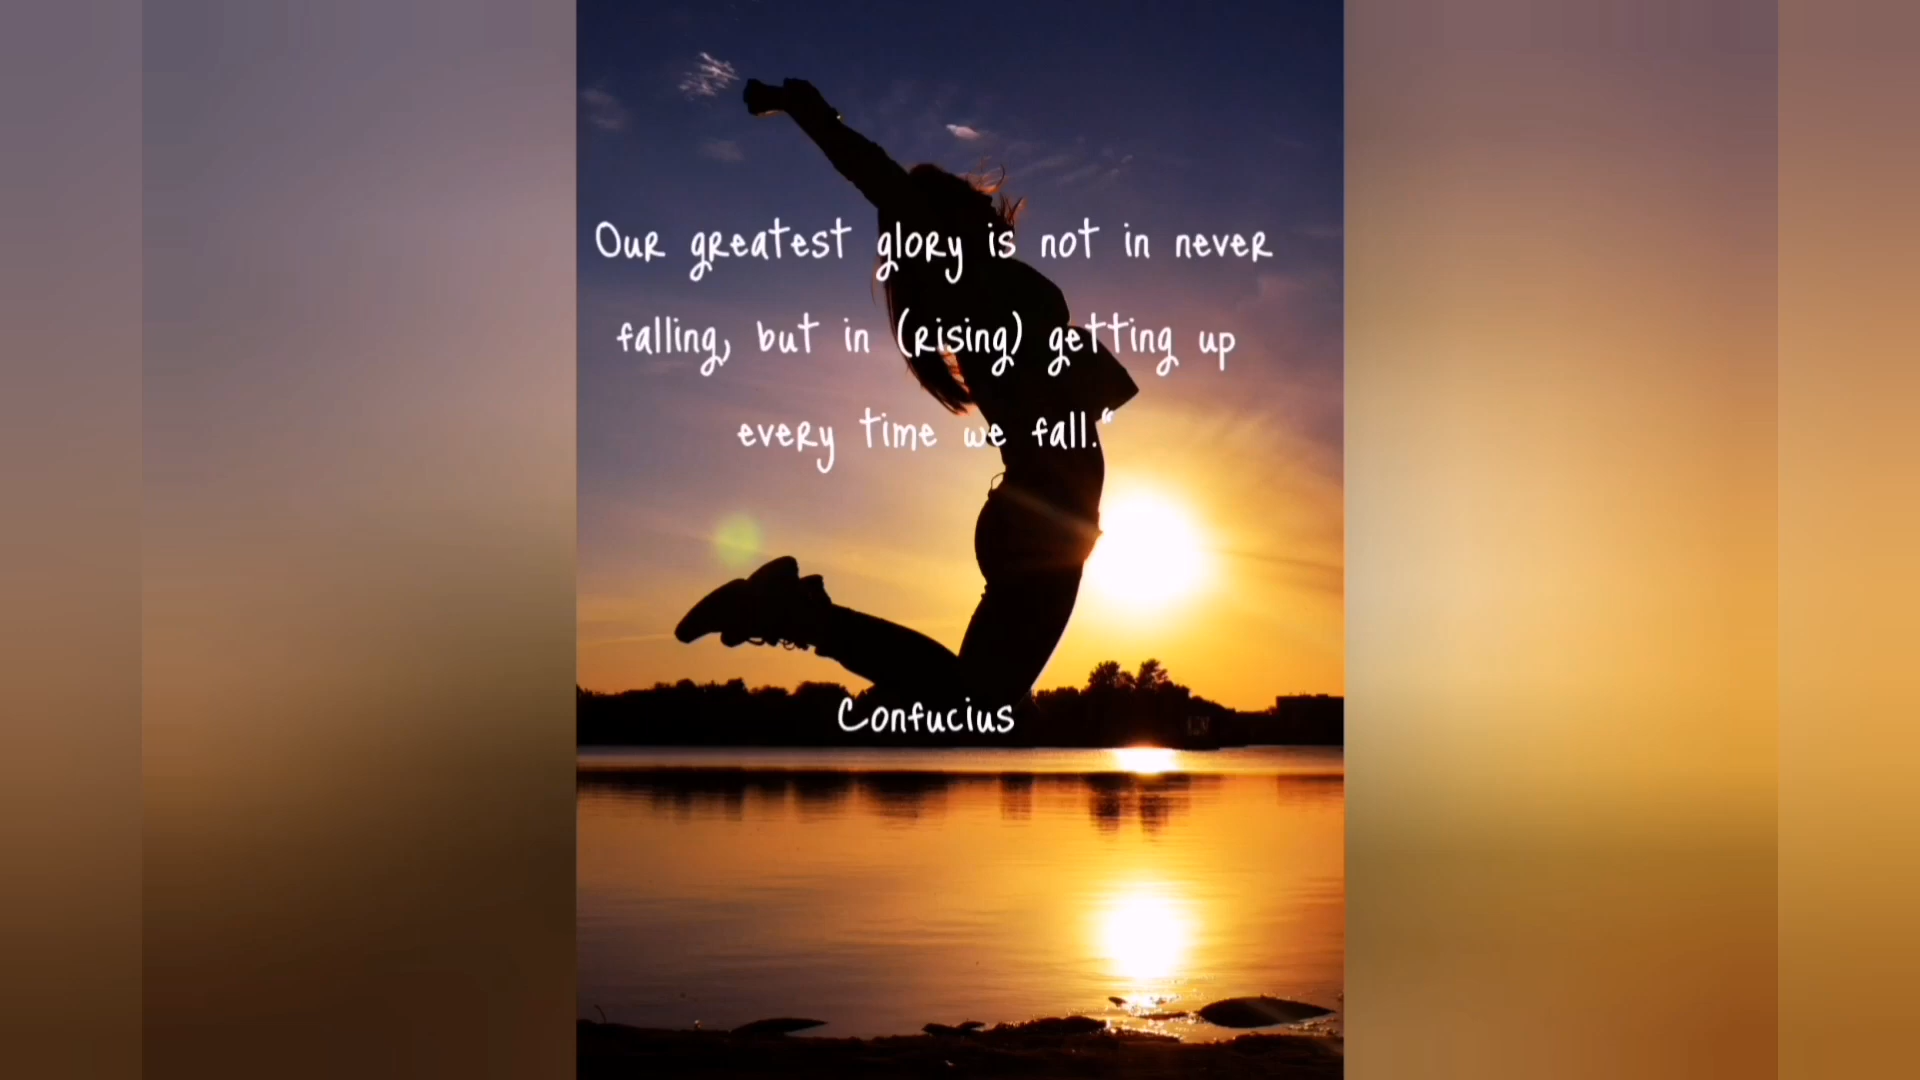 Our greatest glory is not in never
falling, but in (rising) getting up
every time we fall.“
Confucius